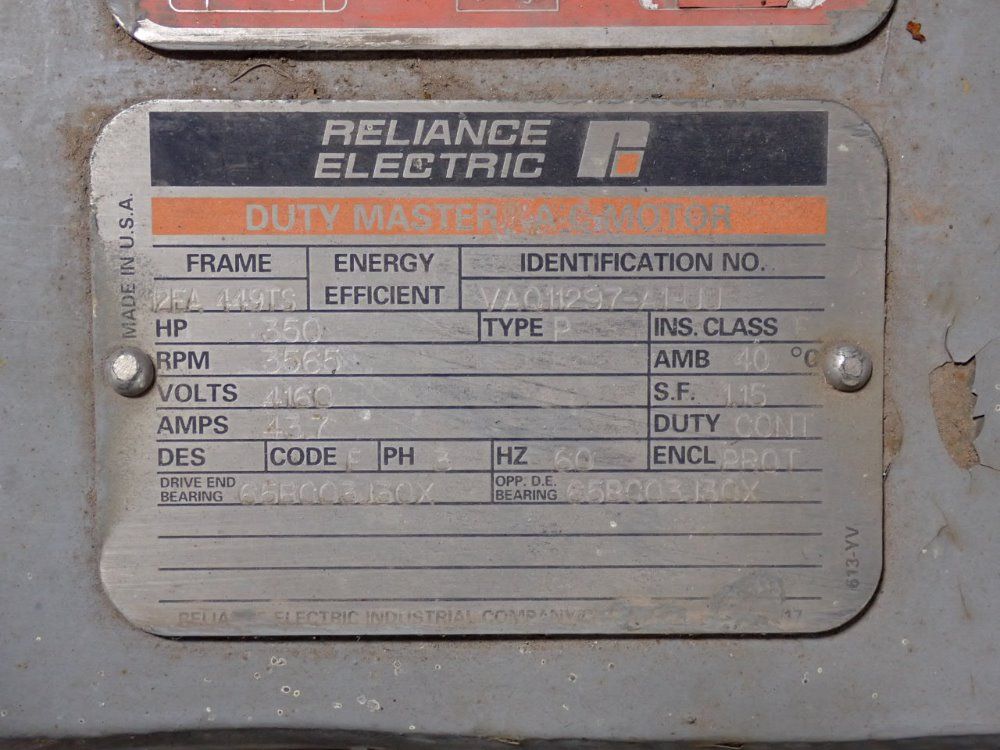 RELIANCE
ELECTRIC
DUTY MASTER A-C MOTOR
MADE IN U.S.A.
FRAME ENERGY IDENTIFICATION NO.
449TS EFFICIENT
HP 350 TYPE P INS. CLASS F
RPM 3565 AMB 40 °C
VOLTS 4160 S.F. 1.15
AMPS 43.7 DUTY CONT
DES CODE F PH 3 HZ 60 ENCL PROT
DRIVE END OPP. D.E.
BEARING 65BC03J30X BEARING 65BC03J30X
613-YV
ELECTRIC INDUSTRIAL COMPANY